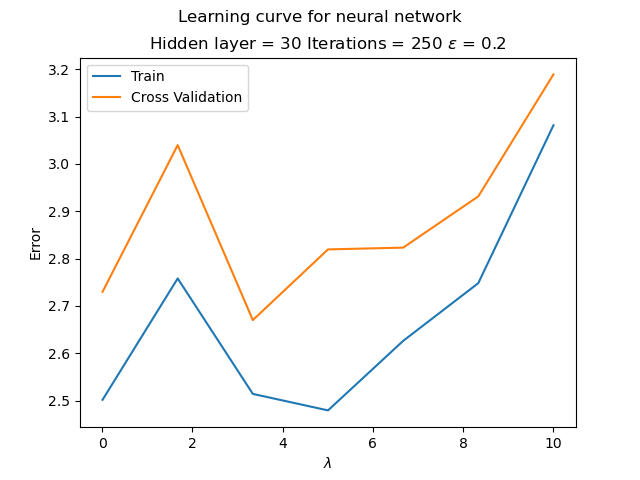 Learning curve for neural network
Hidden layer = 30 Iterations = 250 ε = 0.2
Train
Cross Validation
3.2
3.1
3.0
2.9
2.8
2.7
2.6
2.5
Error
0 2 4 6 8 10
λ